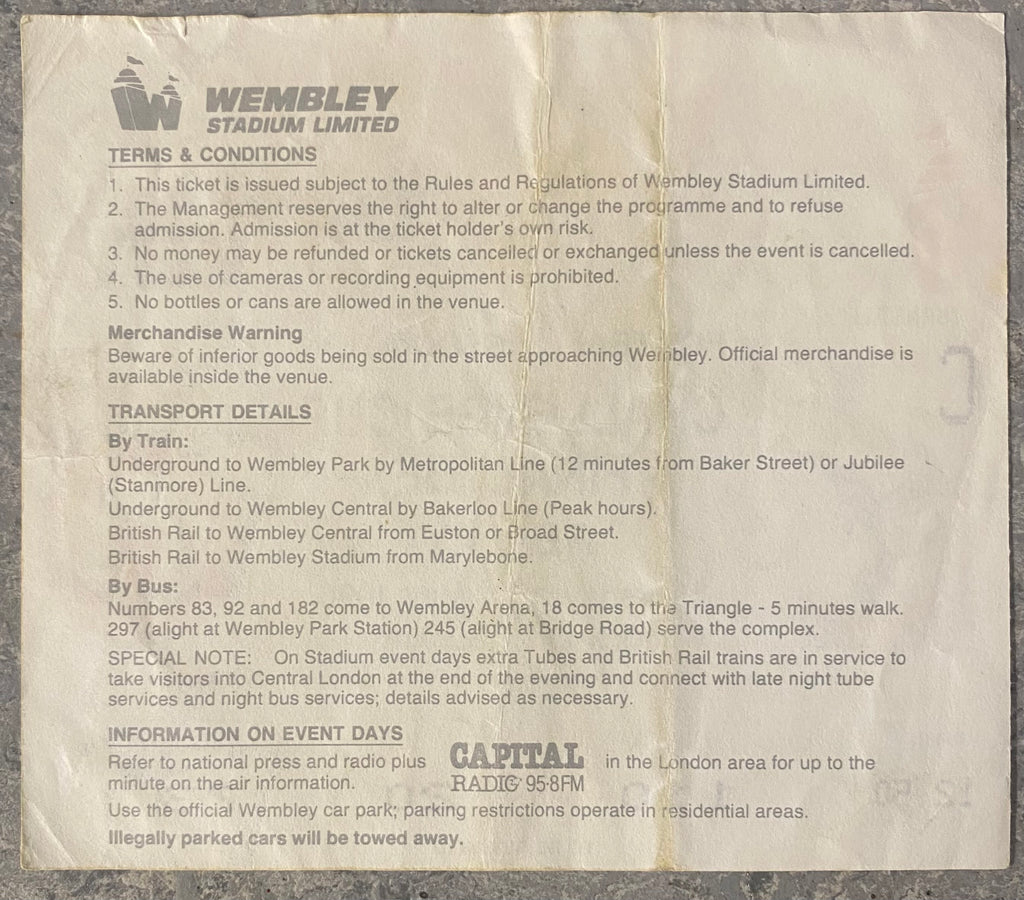 WEMBLEY
STADIUM LIMITED
TERMS & CONDITIONS
1. This ticket is issued subject to the Rules and Regulations of Wembley Stadium Limited.
2. The Management reserves the right to alter or change the programme and to refuse
admission. Admission is at the ticket holder's own risk.
3. No money may be refunded or tickets cancelled or exchanged unless the event is cancelled.
4. The use of cameras or recording equipment is prohibited.
5. No bottles or cans are allowed in the venue.
Merchandise Warning
Beware of inferior goods being sold in the street approaching Wembley. Official merchandise is
available inside the venue.
TRANSPORT DETAILS
By Train:
Underground to Wembley Park by Metropolitan Line (12 minutes from Baker Street) or Jubilee
(Stanmore) Line.
Underground to Wembley Central by Bakerloo Line (Peak hours).
British Rail to Wembley Central from Euston or Broad Street.
British Rail to Wembley Stadium from Marylebone.
By Bus:
Numbers 83, 92 and 182 come to Wembley Arena, 18 comes to the Triangle - 5 minutes walk.
297 (alight at Wembley Park Station) 245 (alight at Bridge Road) serve the complex.
SPECIAL NOTE: On Stadium event days extra Tubes and British Rail trains are in service to
take visitors into Central London at the end of the evening and connect with late night tube
services and night bus services; details advised as necessary.
INFORMATION ON EVENT DAYS
Refer to national press and radio plus CAPITAL RADIO 95·8FM in the London area for up to the
minute on the air information.
Use the official Wembley car park; parking restrictions operate in residential areas.
Illegally parked cars will be towed away.